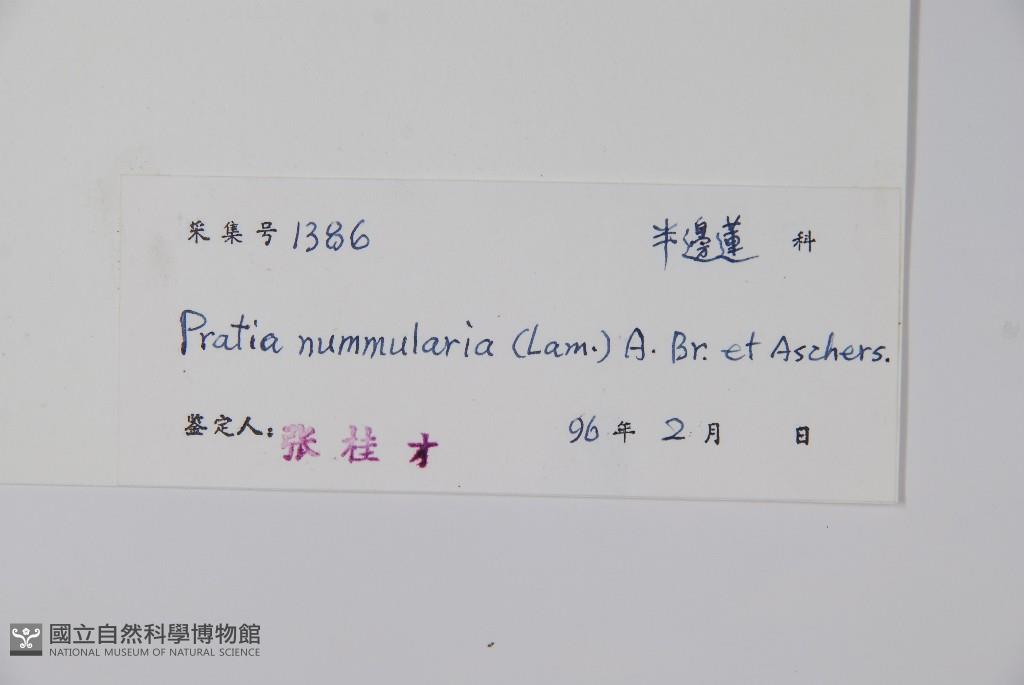 采集号 1386 半邊蓮 科
Pratia nummularia (Lam.) A. Br. et Aschers.
鉴定人: 张桂才 96 年 2 月 日
國立自然科學博物館
NATIONAL MUSEUM OF NATURAL SCIENCE